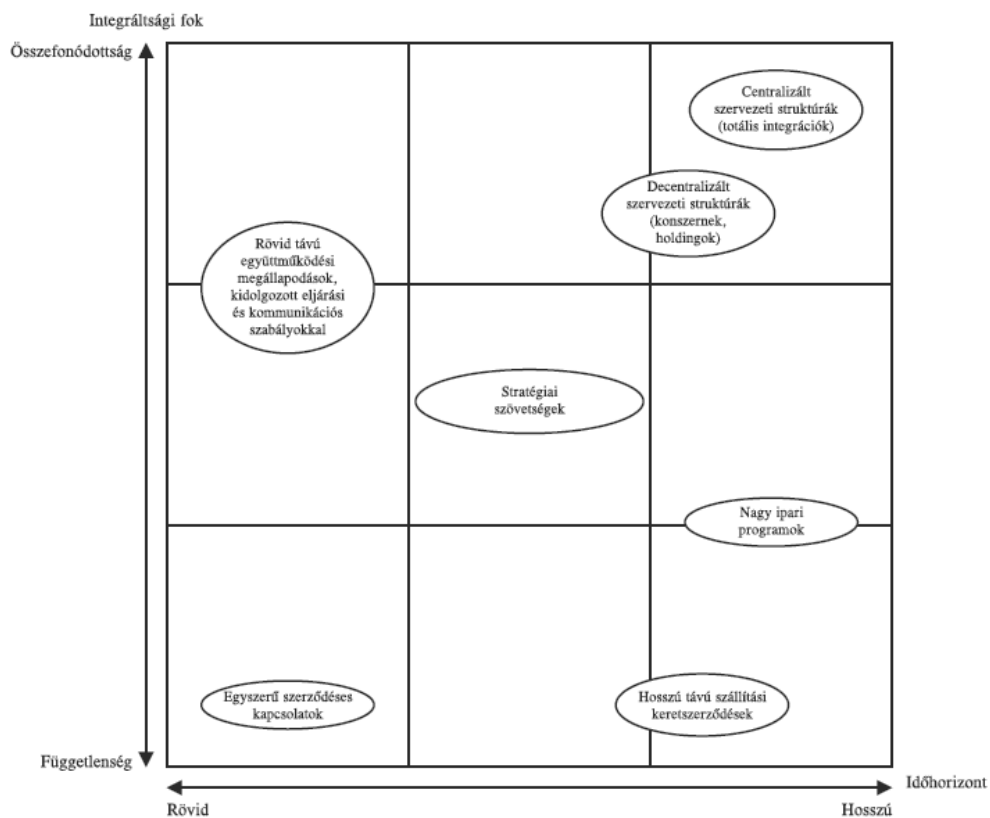 Integráltsági fok
Összefonódottság
Centralizált
szervezeti struktúrák
(totális integrációk)
Decentralizált
szervezeti struktúrák
(konszernek,
holdingok)
Rövid távú
együttműködési
megállapodások,
kidolgozott eljárási
és kommunikációs
szabályokkal
Stratégiai
szövetségek
Nagy ipari
programok
Egyszerű szerződéses
kapcsolatok
Hosszú távú szállítási
keretszerződések
Függetlenség
Időhorizont
Rövid
Hosszú